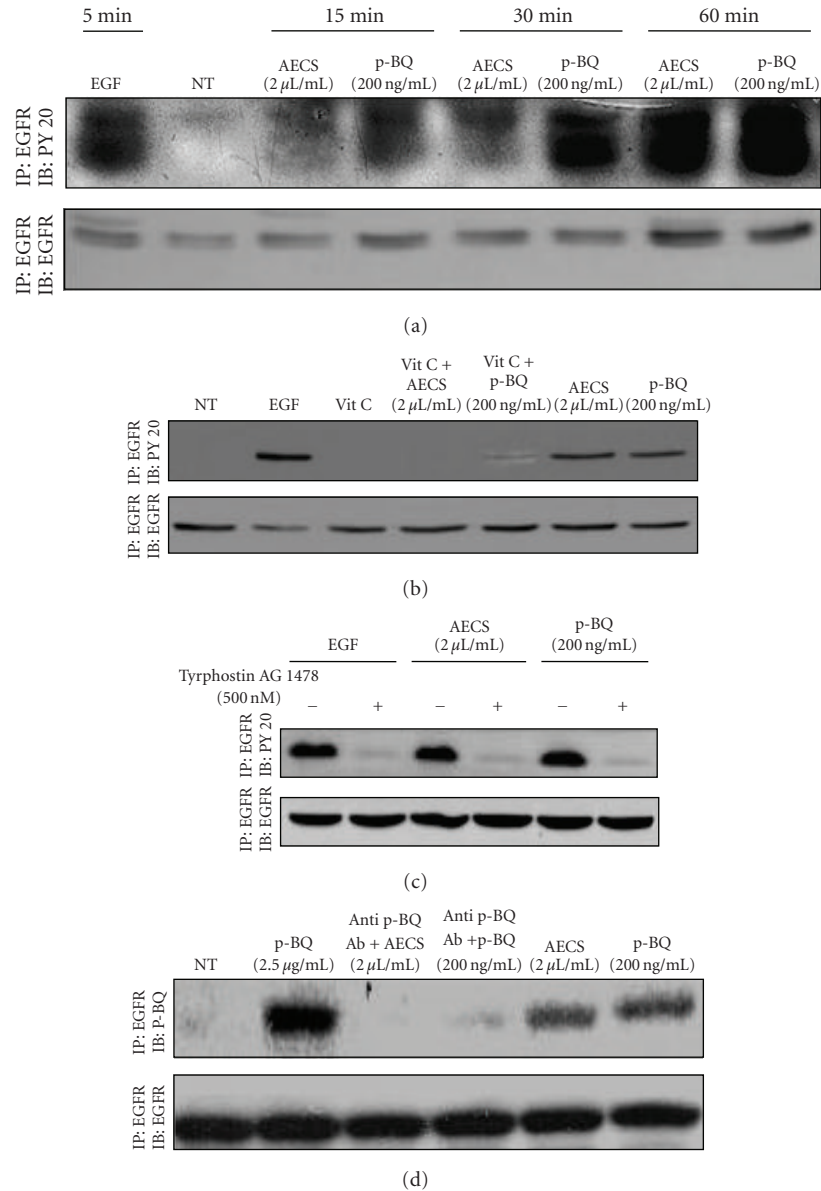 5 min 15 min 30 min 60 min
EGF NT AECS (2 μL/mL) p-BQ (200 ng/mL) AECS (2 μL/mL) p-BQ (200 ng/mL) AECS (2 μL/mL) p-BQ (200 ng/mL)
IP: EGFR
IB: PY 20
IP: EGFR
IB: EGFR
(a)
NT EGF Vit C Vit C + AECS (2 μL/mL) Vit C + p-BQ (200 ng/mL) AECS (2 μL/mL) p-BQ (200 ng/mL)
IP: EGFR
IB: PY 20
IP: EGFR
IB: EGFR
(b)
EGF AECS (2 μL/mL) p-BQ (200 ng/mL)
Tyrphostin AG 1478
(500 nM)
− + − + − +
IP: EGFR
IB: PY 20
IP: EGFR
IB: EGFR
(c)
NT p-BQ (2.5 μg/mL) Anti p-BQ Ab + AECS (2 μL/mL) Anti p-BQ Ab +p-BQ (200 ng/mL) AECS (2 μL/mL) p-BQ (200 ng/mL)
IP: EGFR
IB: P-BQ
IP: EGFR
IB: EGFR
(d)